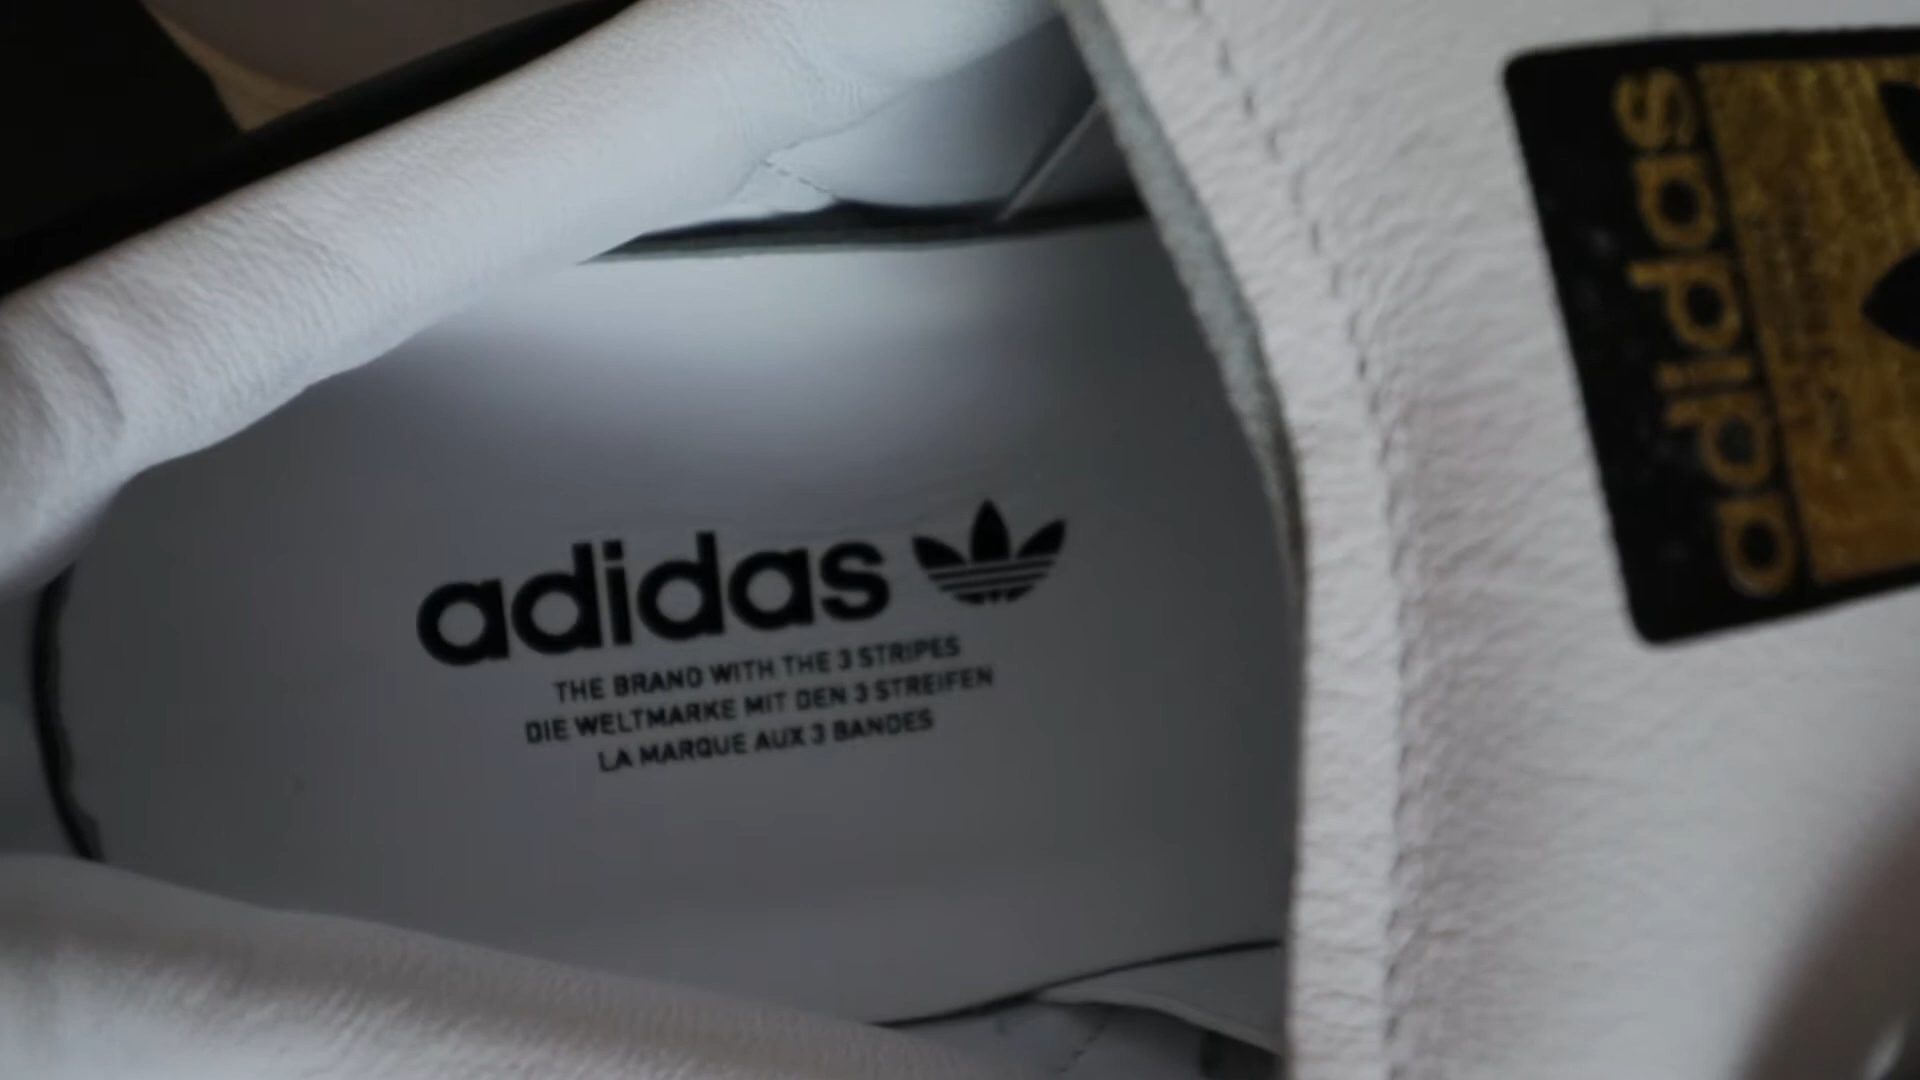 adidas
THE BRAND WITH THE 3 STRIPES
DIE WELTMARKE MIT DEN 3 STREIFEN
LA MARQUE AUX 3 BANDES
adidas